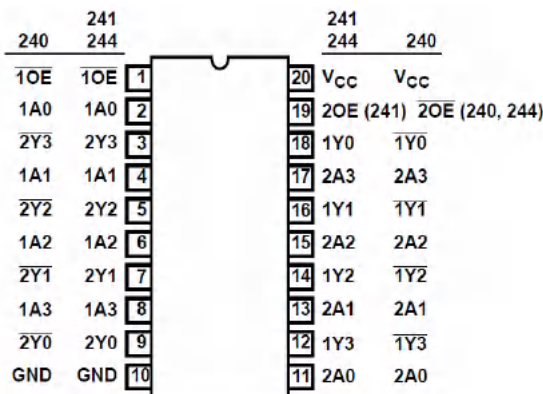 241 241
240 244 244 240
1OE 1OE 1 20 VCC VCC
1A0 1A0 2 19 2OE (241) 2OE (240, 244)
2Y3 2Y3 3 18 1Y0 1Y0
1A1 1A1 4 17 2A3 2A3
2Y2 2Y2 5 16 1Y1 1Y1
1A2 1A2 6 15 2A2 2A2
2Y1 2Y1 7 14 1Y2 1Y2
1A3 1A3 8 13 2A1 2A1
2Y0 2Y0 9 12 1Y3 1Y3
GND GND 10 11 2A0 2A0